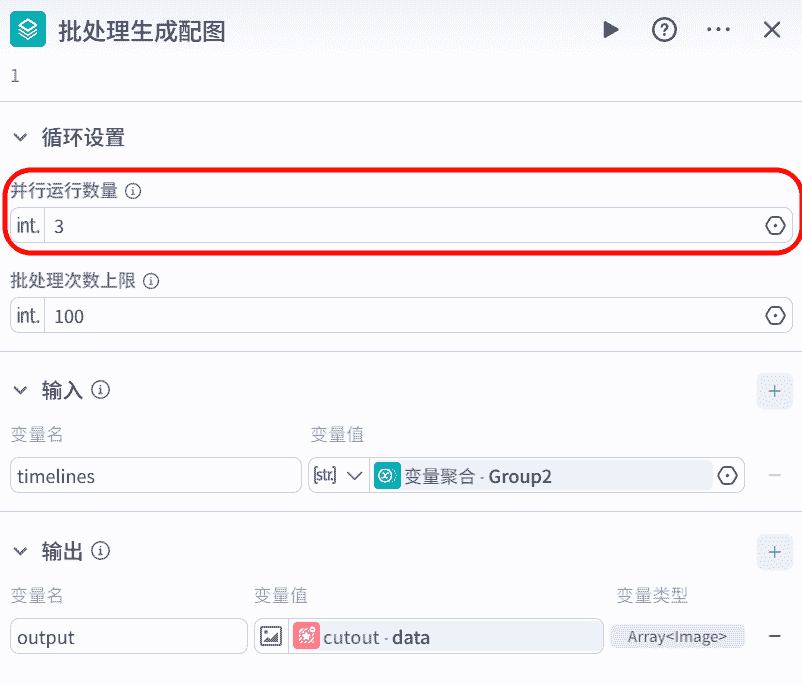 批处理生成配图
1
循环设置
并行运行数量
int. 3
批处理次数上限
int. 100
输入
变量名 变量值
timelines [str.] 变量聚合 - Group2
输出
变量名 变量值 变量类型
output cutout - data Array<Image>